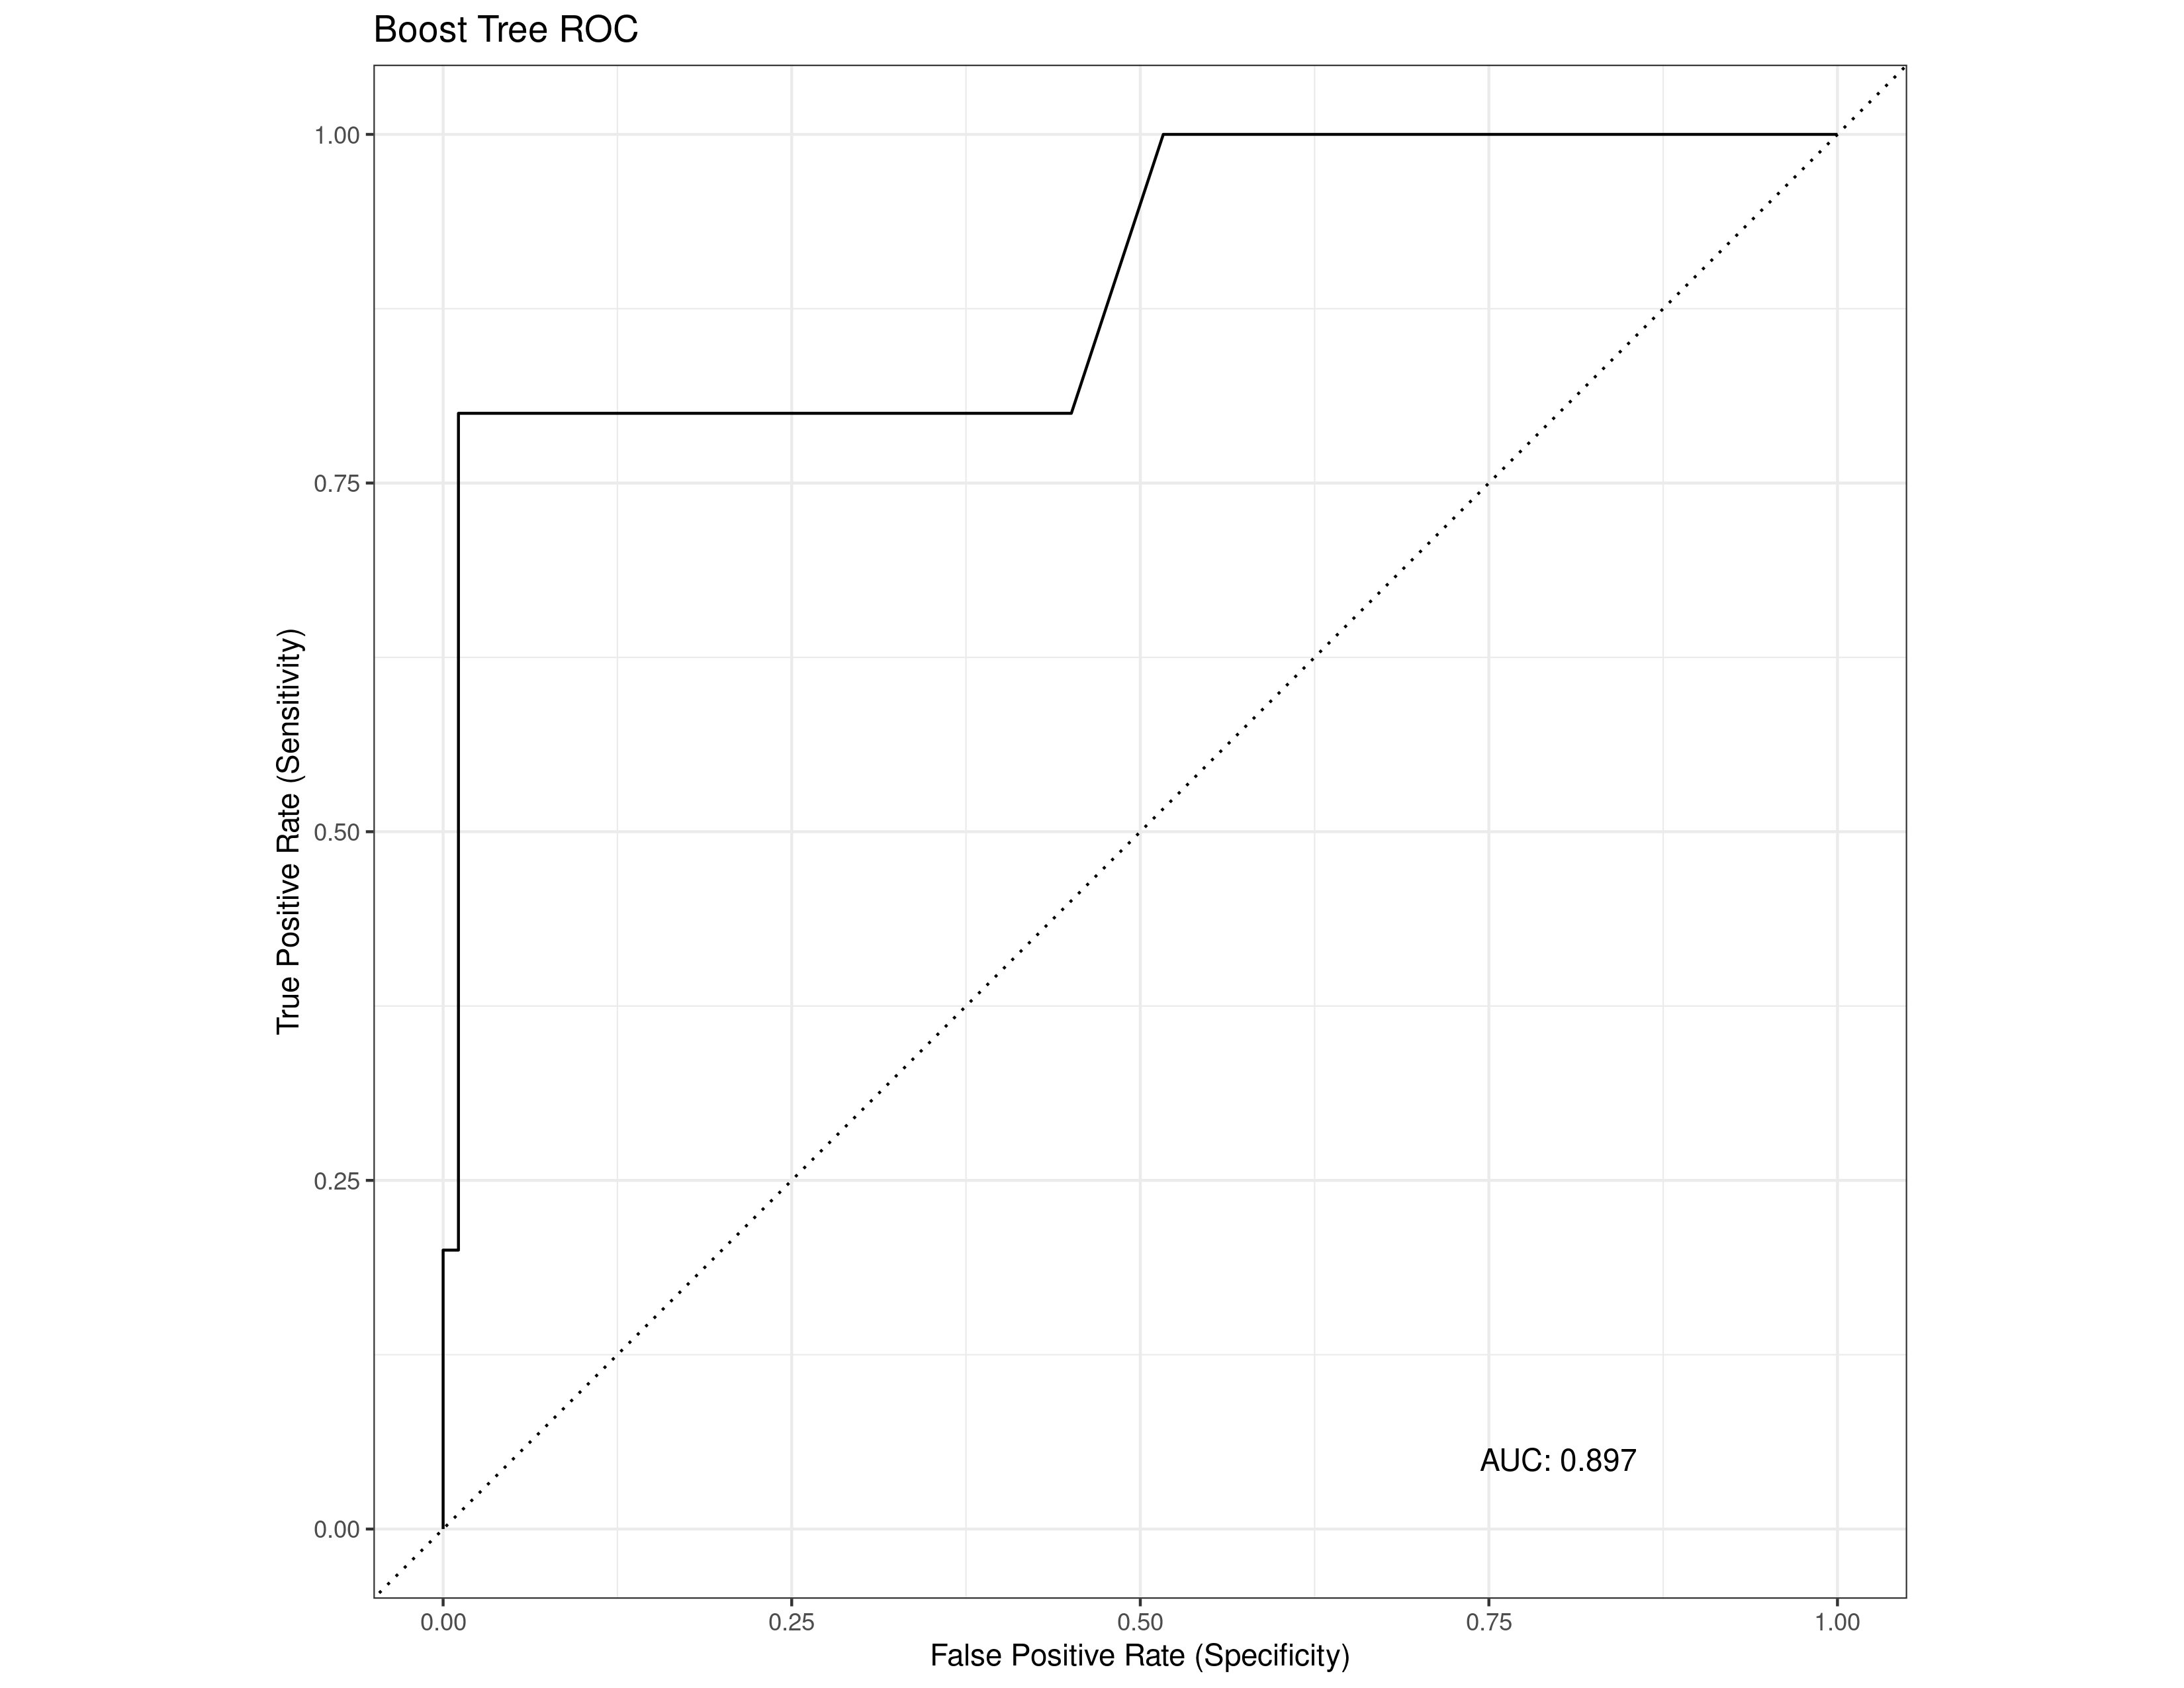 Boost Tree ROC
True Positive Rate (Sensitivity)
1.00
0.75
0.50
0.25
0.00
AUC: 0.897
0.00 0.25 0.50 0.75 1.00
False Positive Rate (Specificity)